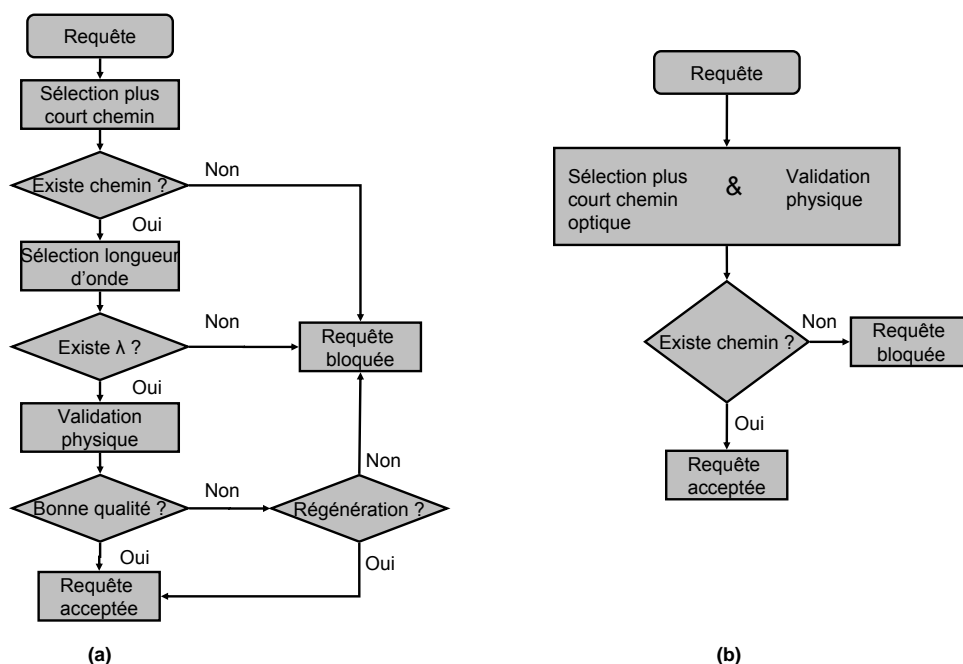 Requête
Sélection plus
court chemin
Existe chemin ?
Non
Oui
Sélection longueur
d'onde
Existe λ ?
Non
Requête
bloquée
Oui
Validation
physique
Non
Bonne qualité ?
Non
Régénération ?
Oui
Oui
Requête
acceptée
(a)
Requête
Sélection plus
court chemin
optique
&
Validation
physique
Existe chemin ?
Non
Requête
bloquée
Oui
Requête
acceptée
(b)